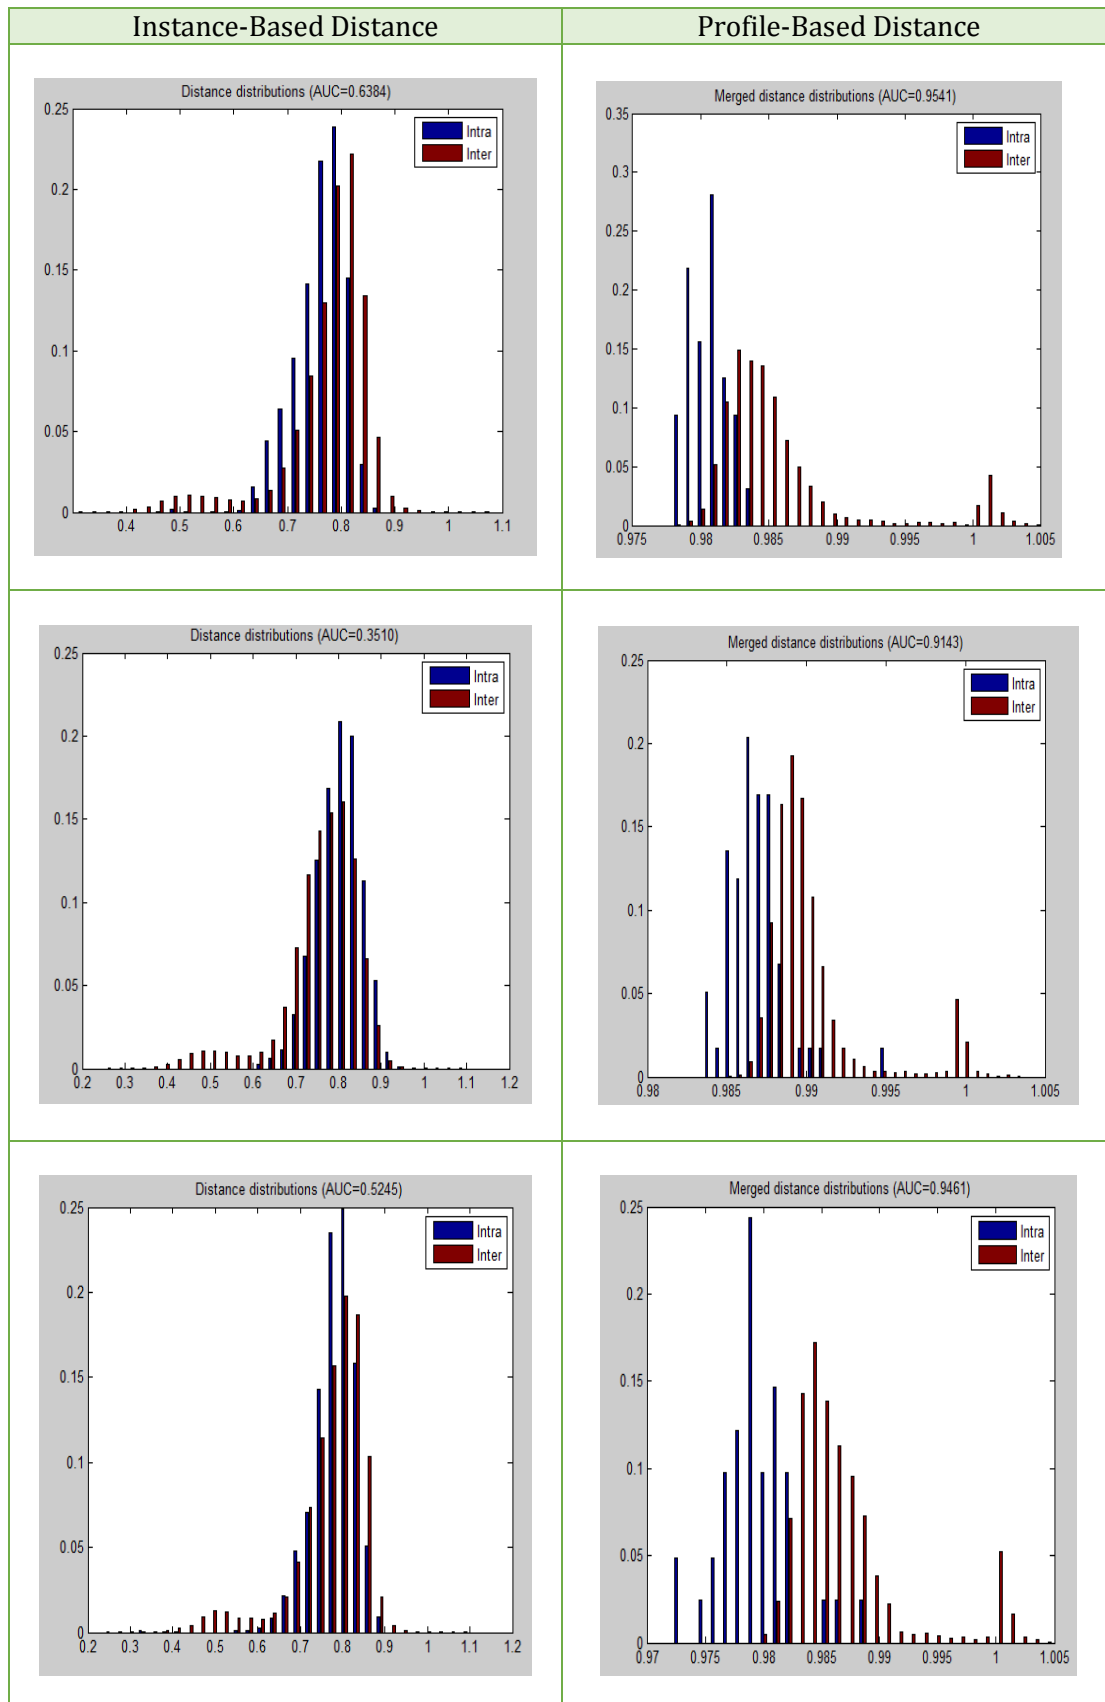 Instance-Based Distance
Profile-Based Distance
Distance distributions (AUC=0.6384)
0.25
0.2
0.15
0.1
0.05
0
Intra
Inter
0.4 0.5 0.6 0.7 0.8 0.9 1 1.1
Merged distance distributions (AUC=0.9541)
0.35
0.3
0.25
0.2
0.15
0.1
0.05
0
Intra
Inter
0.975 0.98 0.985 0.99 0.995 1 1.005
Distance distributions (AUC=0.3510)
0.25
0.2
0.15
0.1
0.05
0
Intra
Inter
0.2 0.3 0.4 0.5 0.6 0.7 0.8 0.9 1 1.1 1.2
Merged distance distributions (AUC=0.9143)
0.25
0.2
0.15
0.1
0.05
0
Intra
Inter
0.98 0.985 0.99 0.995 1 1.005
Distance distributions (AUC=0.5245)
0.25
0.2
0.15
0.1
0.05
0
Intra
Inter
0.2 0.3 0.4 0.5 0.6 0.7 0.8 0.9 1 1.1 1.2
Merged distance distributions (AUC=0.9461)
0.25
0.2
0.15
0.1
0.05
0
Intra
Inter
0.97 0.975 0.98 0.985 0.99 0.995 1 1.005